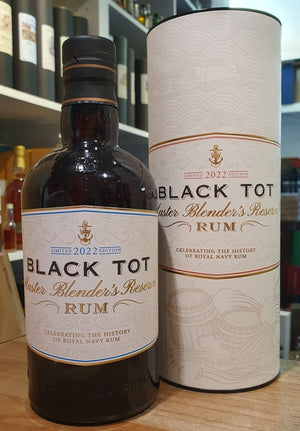 LIMITED 2022 EDITION
BLACK TOT
Master Blender's Reserve
RUM
CELEBRATING THE HISTORY
OF ROYAL NAVY RUM
LIMITED 2022 EDITION
BLACK TOT
Master Blender's Reserve
RUM
CELEBRATING THE HISTORY
OF ROYAL NAVY RUM